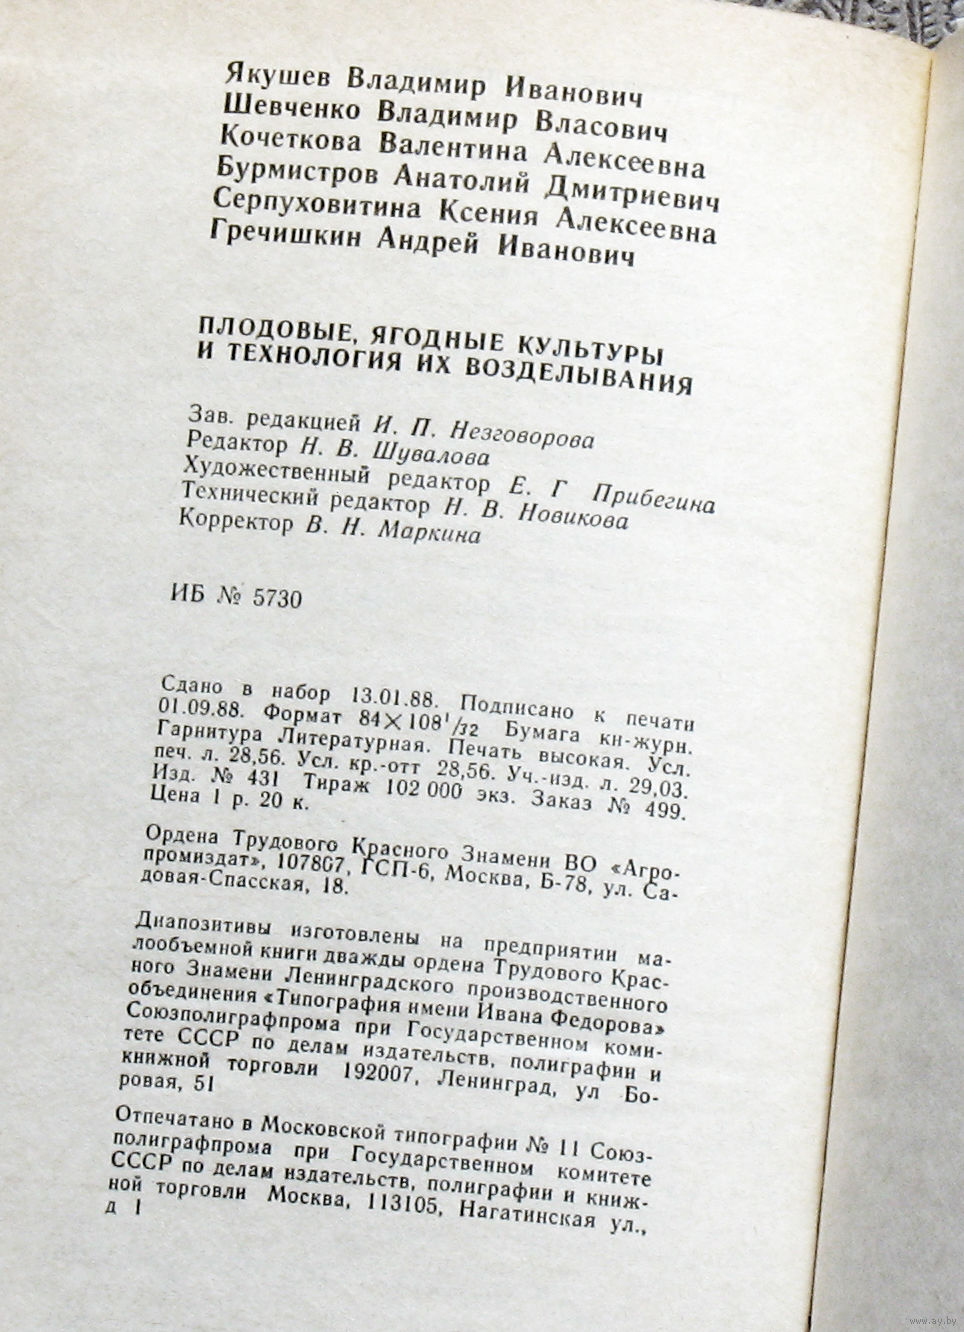 Якушев Владимир Иванович
Шевченко Владимир Власович
Кочеткова Валентина Алексеевна
Бурмистров Анатолий Дмитриевич
Серпуховитина Ксения Алексеевна
Гречишкин Андрей Иванович
ПЛОДОВЫЕ, ЯГОДНЫЕ КУЛЬТУРЫ
И ТЕХНОЛОГИЯ ИХ ВОЗДЕЛЫВАНИЯ
Зав. редакцией И. П. Незговорова
Редактор Н. В. Шувалова
Художественный редактор Е. Г Прибегина
Технический редактор Н. В. Новикова
Корректор В. Н. Маркина
ИБ № 5730
Сдано в набор 13.01.88. Подписано к печати
01.09.88. Формат 84×108 1/32 Бумага кн-журн.
Гарнитура Литературная. Печать высокая. Усл.
печ. л. 28,56. Усл. кр.-отт 28,56. Уч.-изд. л. 29,03.
Изд. № 431 Тираж 102 000 экз. Заказ № 499.
Цена 1 р. 20 к.
Ордена Трудового Красного Знамени ВО «Агро-
промиздат», 107807, ГСП-6, Москва, Б-78, ул. Са-
довая-Спасская, 18.
Диапозитивы изготовлены на предприятии ма-
лообъемной книги дважды ордена Трудового Крас-
ного Знамени Ленинградского производственного
объединения «Типография имени Ивана Федорова»
Союзполиграфпрома при Государственном коми-
тете СССР по делам издательств, полиграфии и
книжной торговли 192007, Ленинград, ул Бо-
ровая, 51
Отпечатано в Московской типографии № 11 Союз-
полиграфпрома при Государственном комитете
СССР по делам издательств, полиграфии и книж-
ной торговли Москва, 113105, Нагатинская ул.,
д 1
www.ay.by